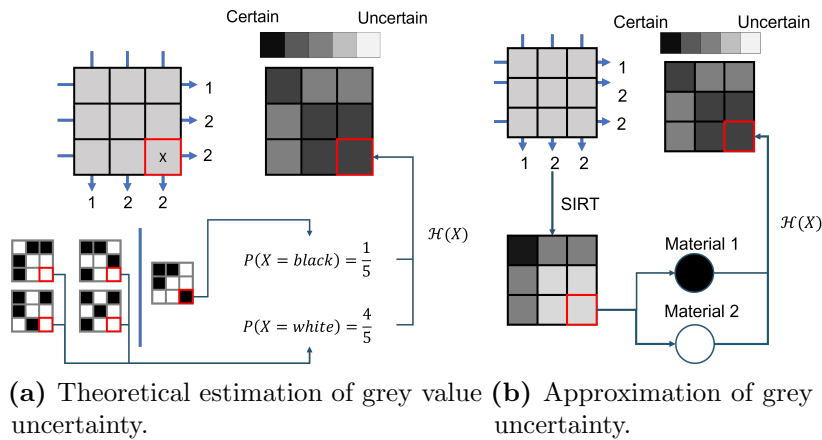 Certain Uncertain
1
2
x 2
1 2 2
P(X = black) = 1/5
P(X = white) = 4/5
ℋ(X)
(a) Theoretical estimation of grey value
uncertainty.
Certain Uncertain
1
2
2
1 2 2
SIRT
Material 1
Material 2
ℋ(X)
(b) Approximation of grey
uncertainty.